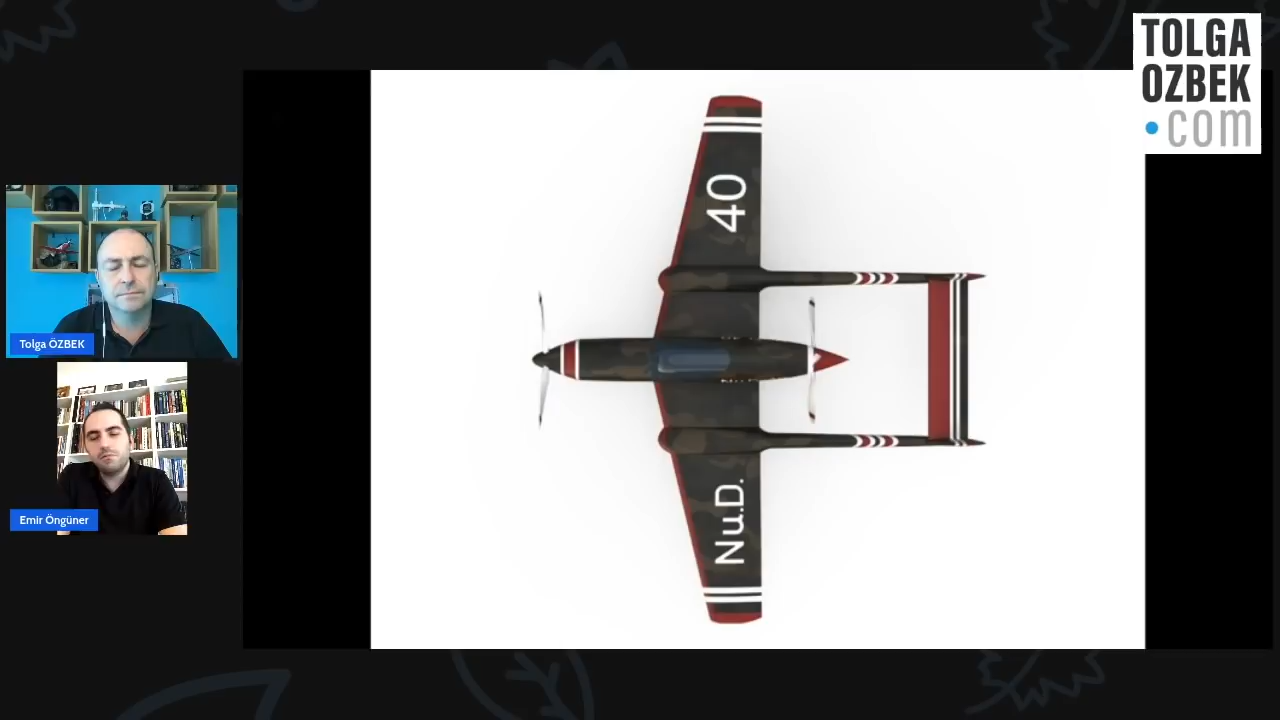 TOLGA
OZBEK
.com
40
Nu.D.
Tolga ÖZBEK
Emir Öngüner